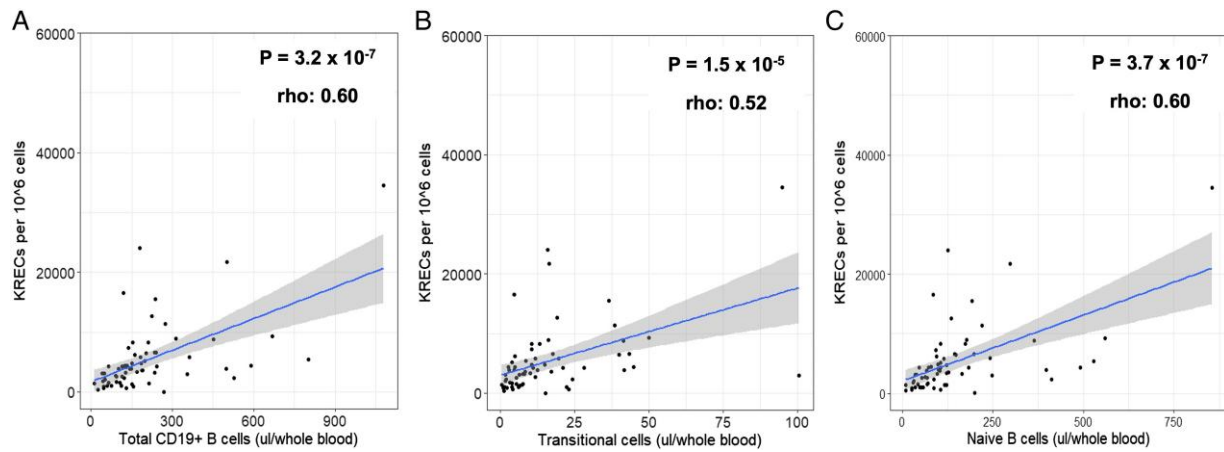 A
60000
P = 3.2 x 10-7
rho: 0.60
40000
20000
0
KRECs per 10^6 cells
0 300 600 900
Total CD19+ B cells (ul/whole blood)
B
60000
P = 1.5 x 10-5
rho: 0.52
40000
20000
0
KRECs per 10^6 cells
0 25 50 75 100
Transitional cells (ul/whole blood)
C
60000
P = 3.7 x 10-7
rho: 0.60
40000
20000
0
KRECs per 10^6 cells
0 250 500 750
Naive B cells (ul/whole blood)